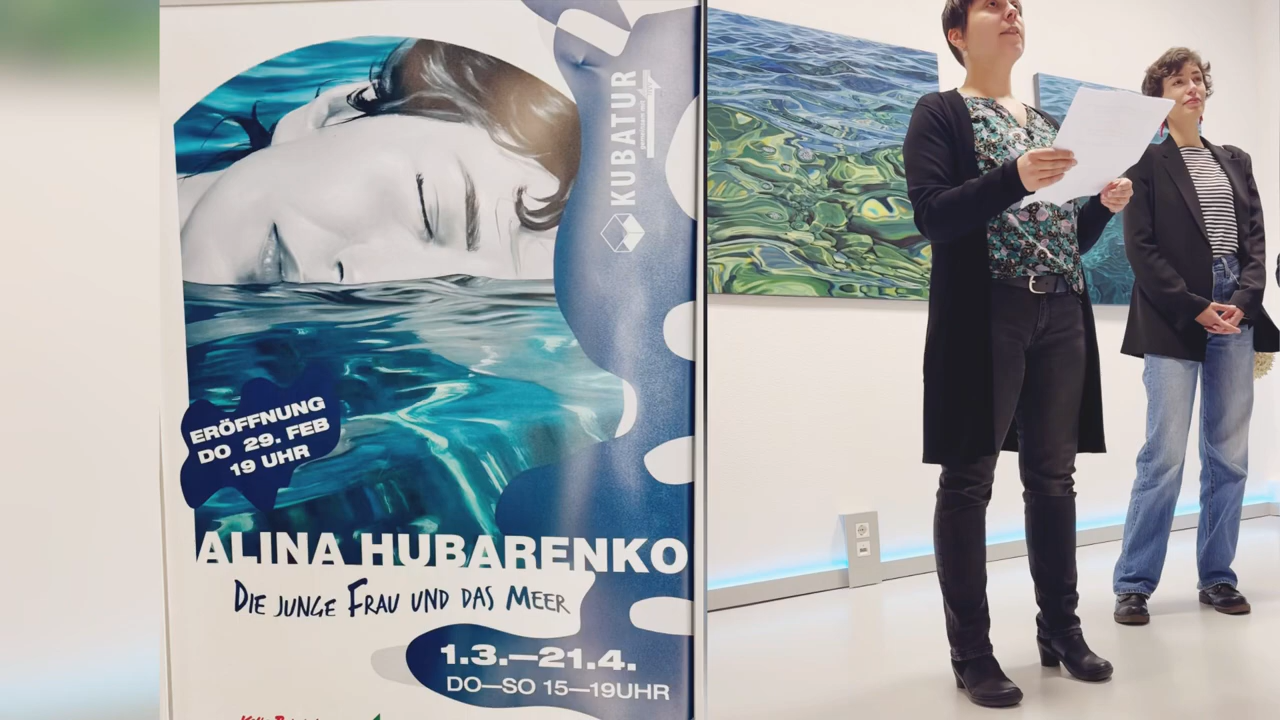 KUBATUR
ERÖFFNUNG
DO 29. FEB
19 UHR
ALINA HUBARENKO
DIE JUNGE FRAU UND DAS MEER
1.3.—21.4.
DO—SO 15—19UHR